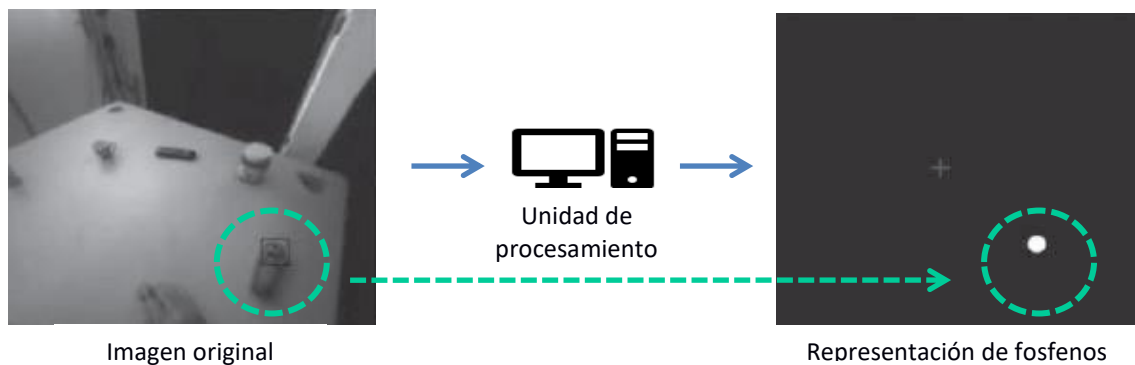 Unidad de
procesamiento
Imagen original
Representación de fosfenos